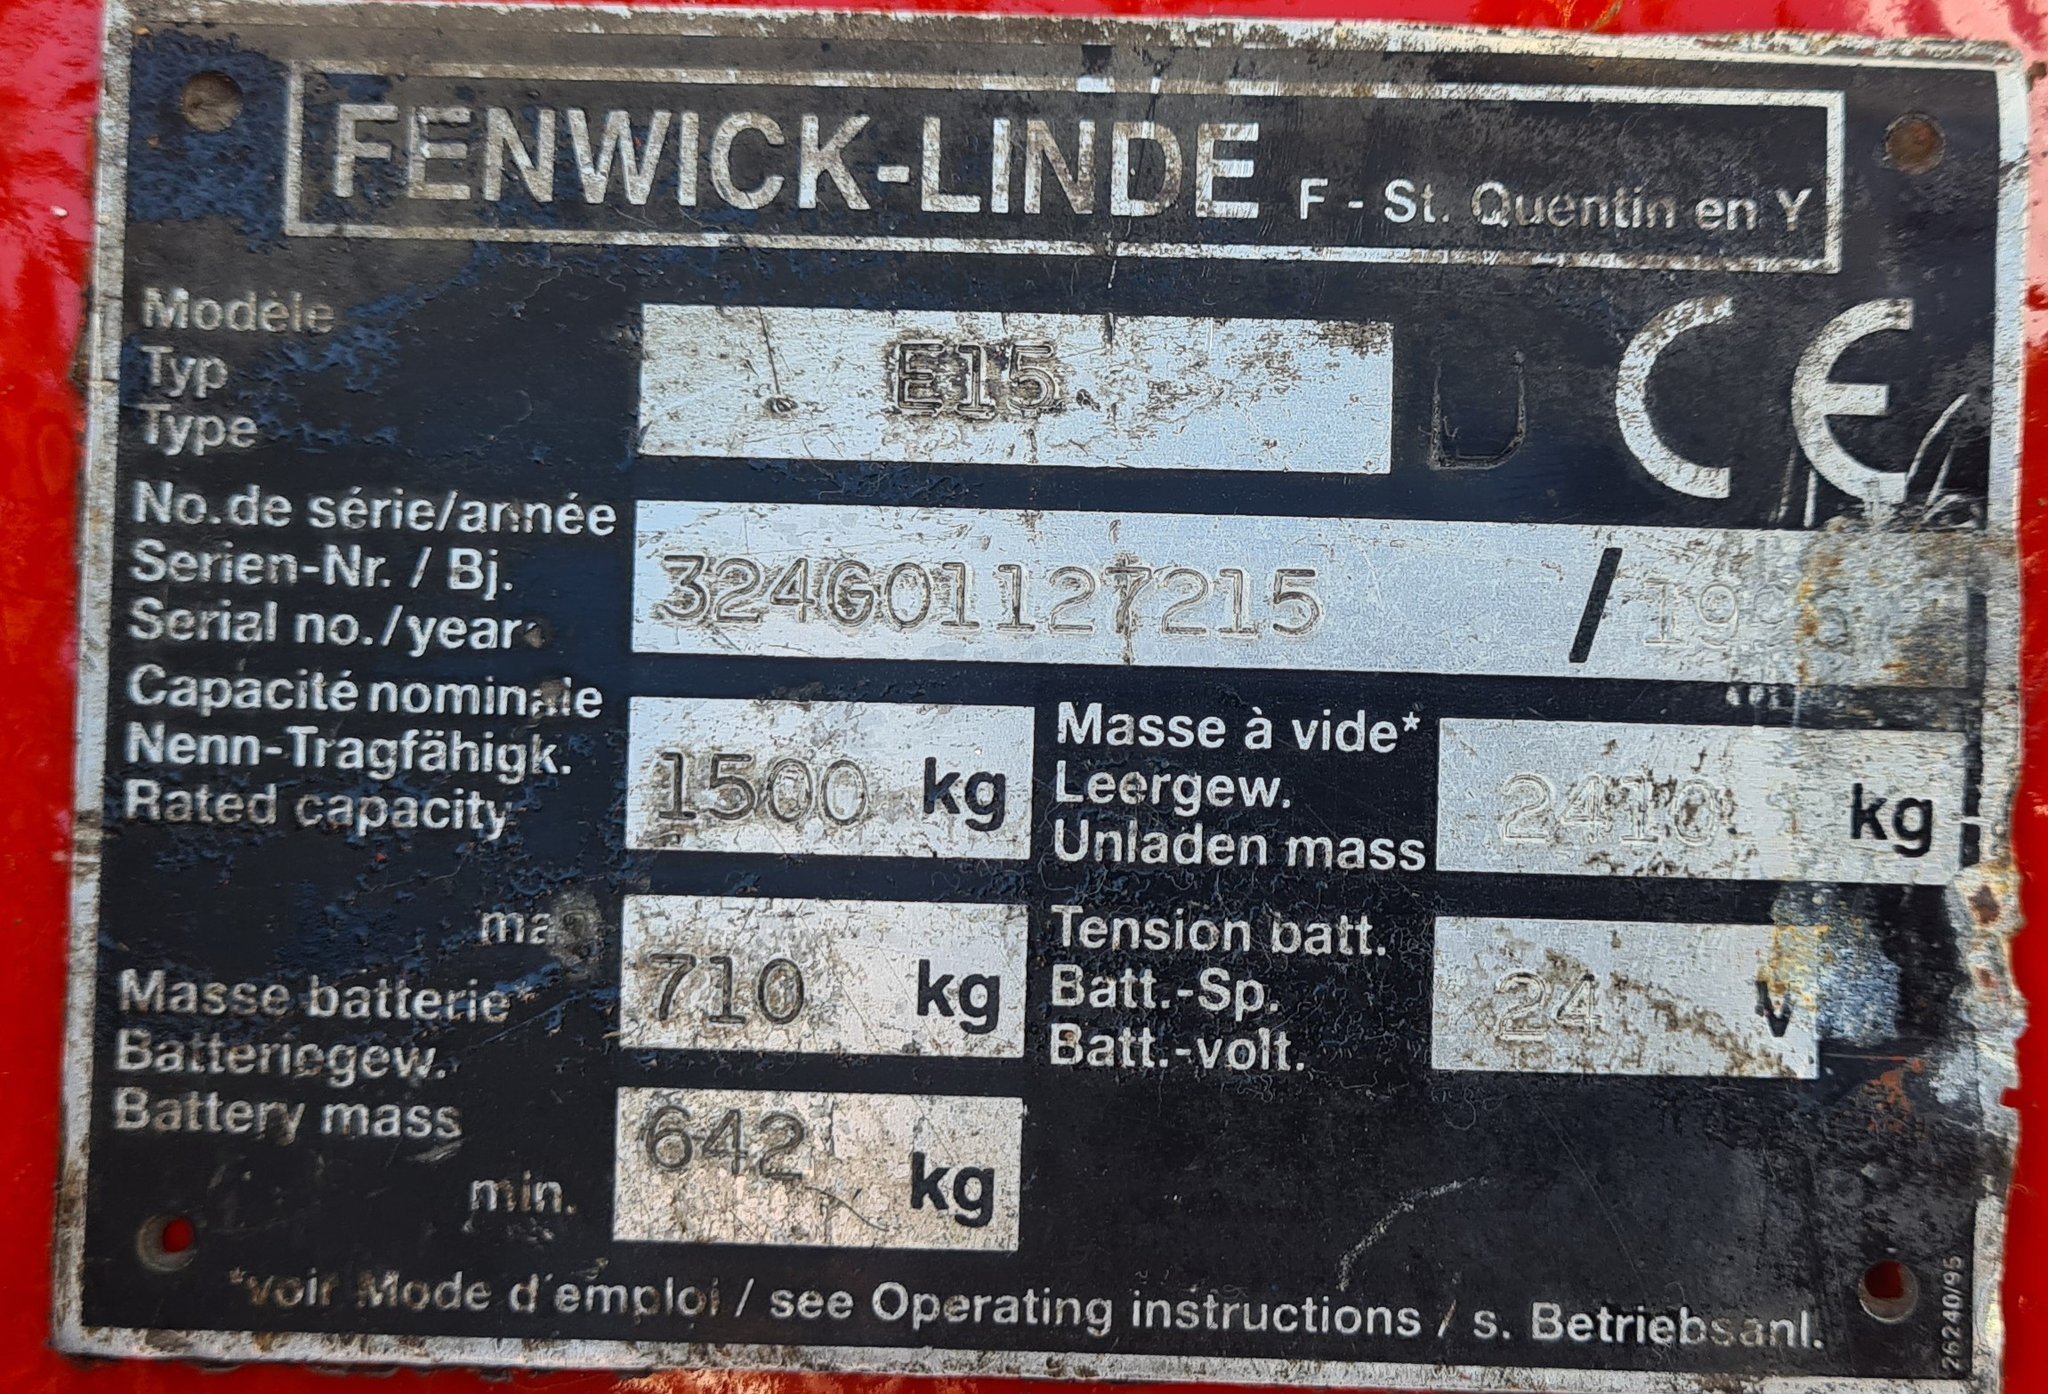 FENWICK-LINDE F - St. Quentin en Y
Modèle
Typ
Type
E15
U
CE
No. de série/année
Serien-Nr. / Bj.
Serial no./year
324G01127215 /
Capacité nominale
Nenn-Tragfähigk.
Rated capacity
1500 kg
Masse à vide*
Leergew.
Unladen mass
2410 kg
Masse batterie*
Batteriegew.
Battery mass
710 kg
min.
642 kg
Tension batt.
Batt.-Sp.
Batt.-volt.
24 V
*voir Mode d'emploi / see Operating instructions / s. Betriebsanl.
26240/95